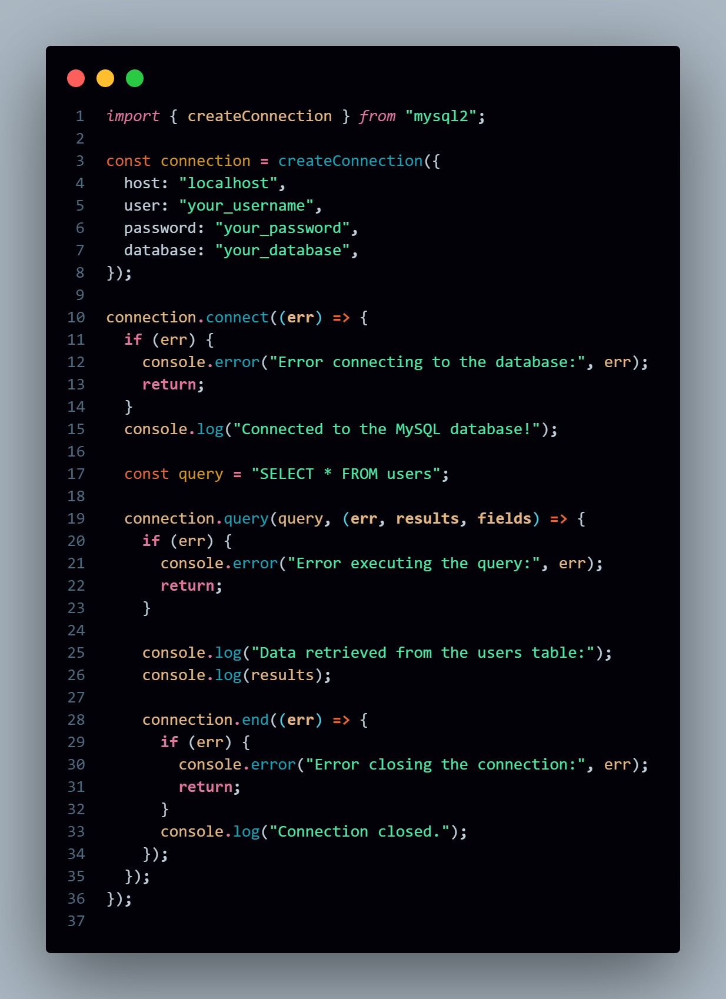 1 import { createConnection } from "mysql2";
2
3 const connection = createConnection({
4   host: "localhost",
5   user: "your_username",
6   password: "your_password",
7   database: "your_database",
8 });
9
10 connection.connect((err) => {
11   if (err) {
12     console.error("Error connecting to the database:", err);
13     return;
14   }
15   console.log("Connected to the MySQL database!");
16
17   const query = "SELECT * FROM users";
18
19   connection.query(query, (err, results, fields) => {
20     if (err) {
21       console.error("Error executing the query:", err);
22       return;
23     }
24
25     console.log("Data retrieved from the users table:");
26     console.log(results);
27
28     connection.end((err) => {
29       if (err) {
30         console.error("Error closing the connection:", err);
31         return;
32       }
33       console.log("Connection closed.");
34     });
35   });
36 });
37